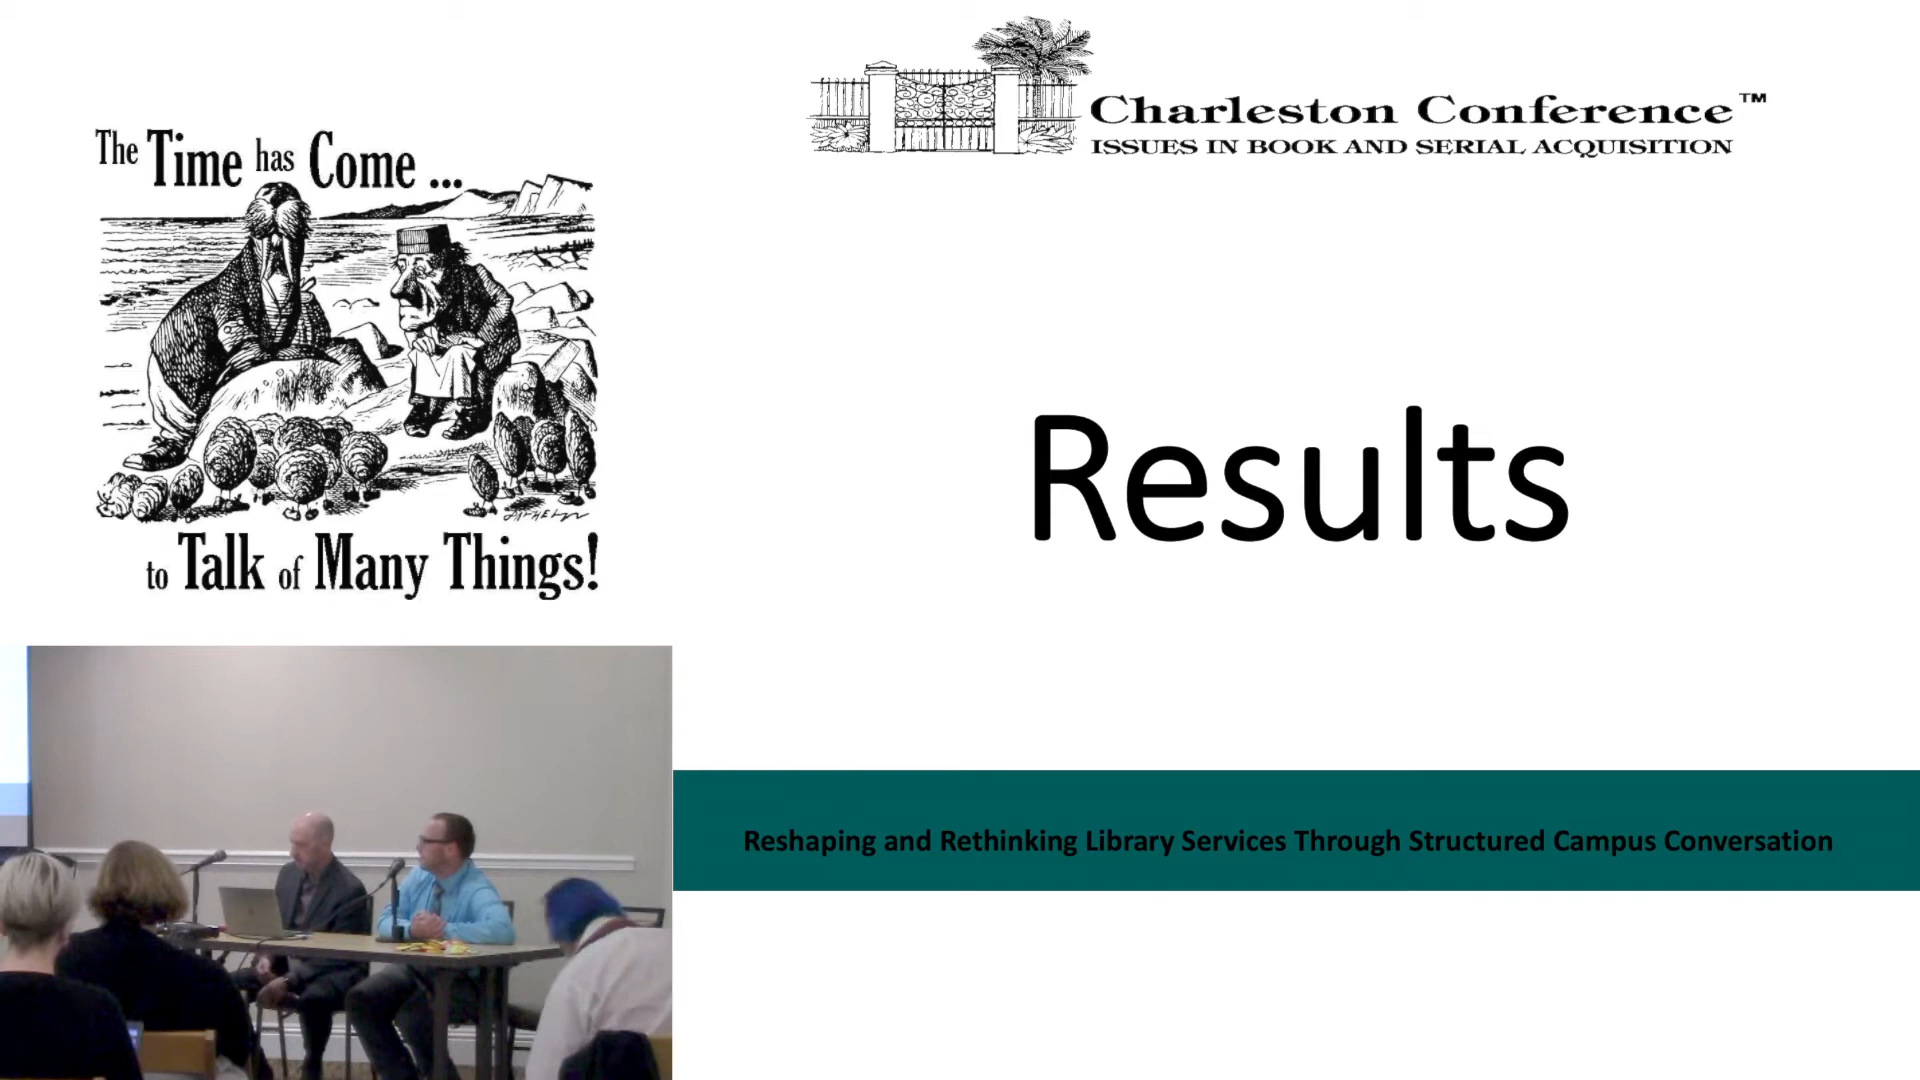 The Time has Come ...
to Talk of Many Things!
Charleston Conference™
ISSUES IN BOOK AND SERIAL ACQUISITION
Results
Reshaping and Rethinking Library Services Through Structured Campus Conversation